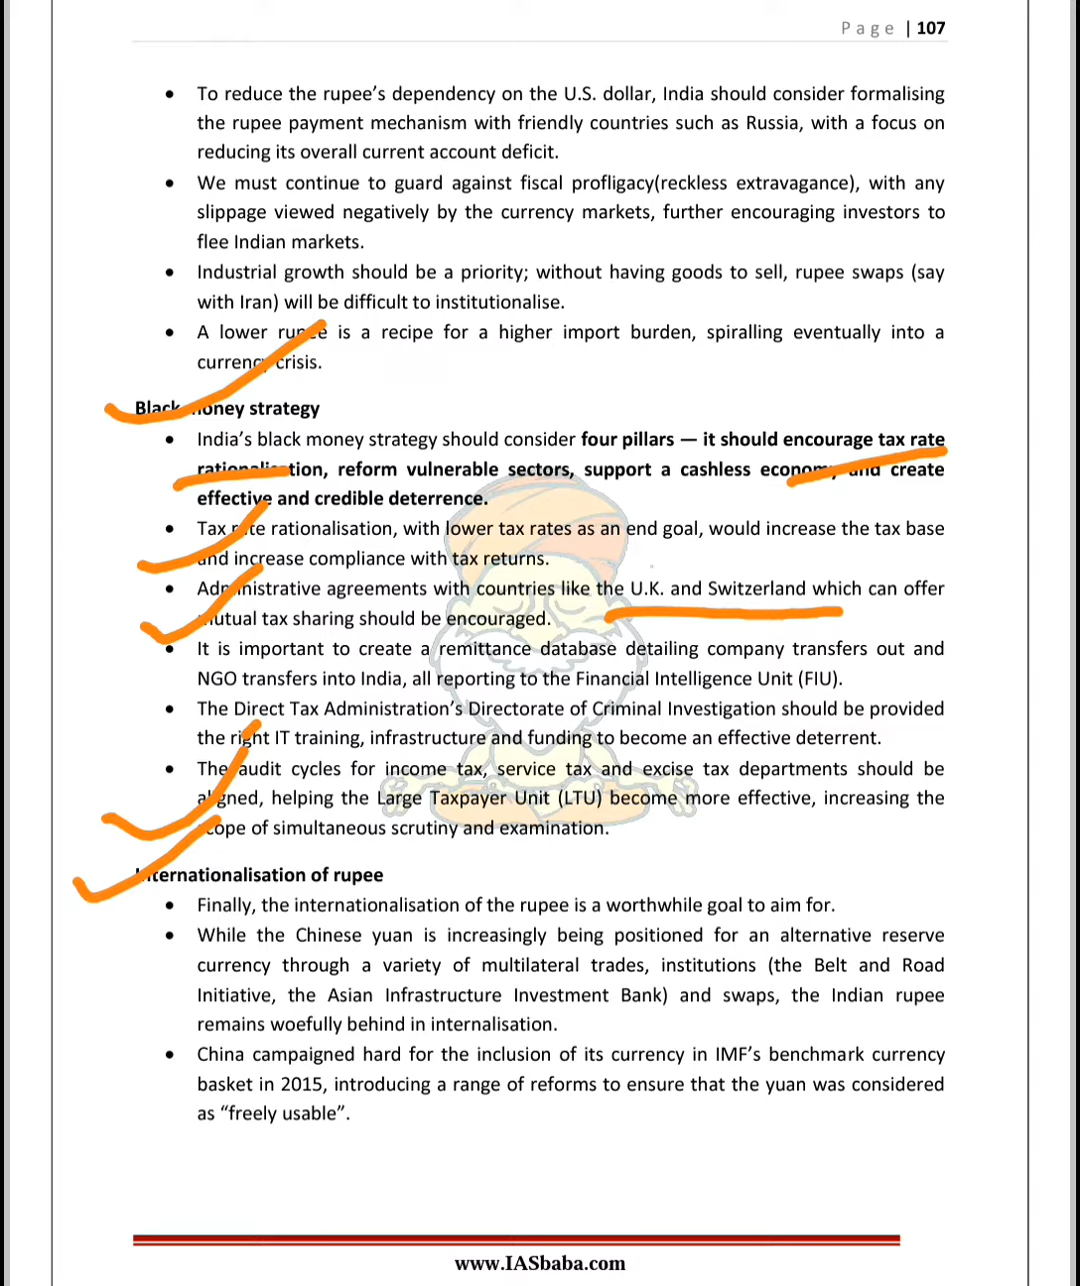 Page | 107
• To reduce the rupee’s dependency on the U.S. dollar, India should consider formalising
the rupee payment mechanism with friendly countries such as Russia, with a focus on
reducing its overall current account deficit.
• We must continue to guard against fiscal profligacy(reckless extravagance), with any
slippage viewed negatively by the currency markets, further encouraging investors to
flee Indian markets.
• Industrial growth should be a priority; without having goods to sell, rupee swaps (say
with Iran) will be difficult to institutionalise.
• A lower rupee is a recipe for a higher import burden, spiralling eventually into a
currency crisis.
Black money strategy
• India’s black money strategy should consider four pillars — it should encourage tax rate
rationalisation, reform vulnerable sectors, support a cashless economy, and create
effective and credible deterrence.
• Tax rate rationalisation, with lower tax rates as an end goal, would increase the tax base
and increase compliance with tax returns.
• Administrative agreements with countries like the U.K. and Switzerland which can offer
mutual tax sharing should be encouraged.
• It is important to create a remittance database detailing company transfers out and
NGO transfers into India, all reporting to the Financial Intelligence Unit (FIU).
• The Direct Tax Administration’s Directorate of Criminal Investigation should be provided
the right IT training, infrastructure and funding to become an effective deterrent.
• The audit cycles for income tax, service tax and excise tax departments should be
aligned, helping the Large Taxpayer Unit (LTU) become more effective, increasing the
scope of simultaneous scrutiny and examination.
Internationalisation of rupee
• Finally, the internationalisation of the rupee is a worthwhile goal to aim for.
• While the Chinese yuan is increasingly being positioned for an alternative reserve
currency through a variety of multilateral trades, institutions (the Belt and Road
Initiative, the Asian Infrastructure Investment Bank) and swaps, the Indian rupee
remains woefully behind in internalisation.
• China campaigned hard for the inclusion of its currency in IMF’s benchmark currency
basket in 2015, introducing a range of reforms to ensure that the yuan was considered
as “freely usable”.
www.IASbaba.com